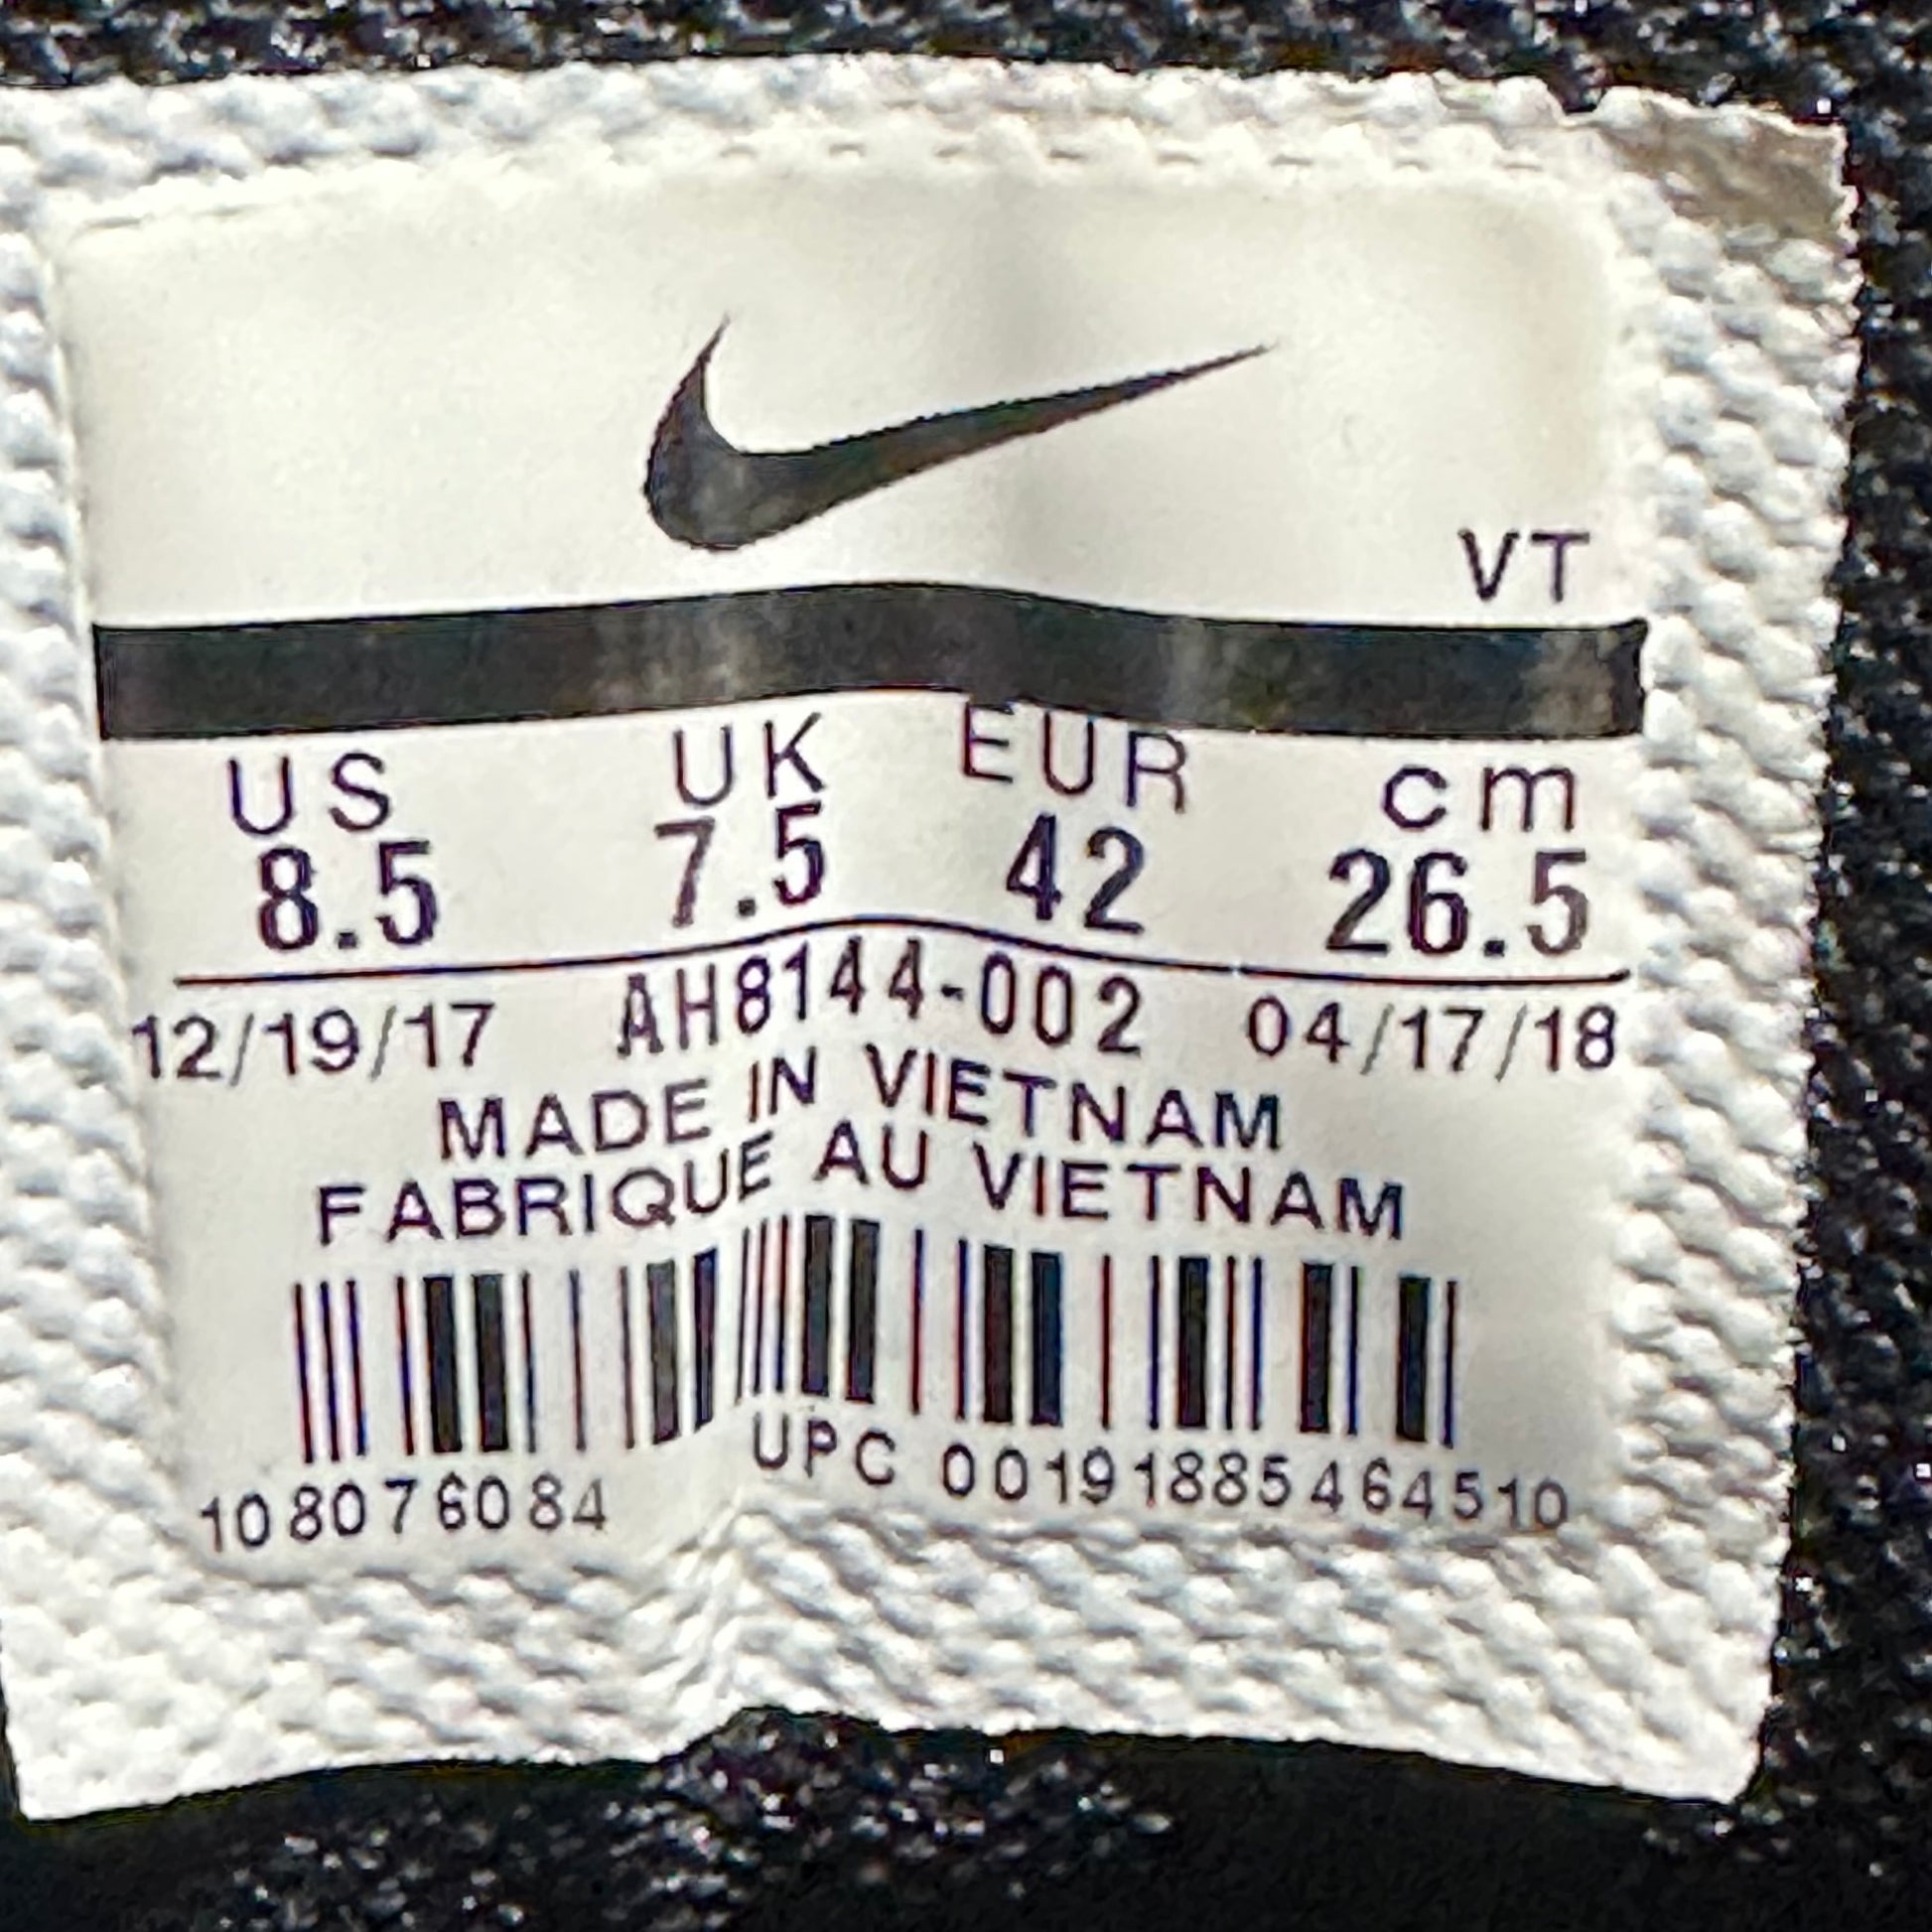 VT
US UK EUR cm
8.5 7.5 42 26.5
12/19/17 AH8144-002 04/17/18
MADE IN VIETNAM
FABRIQUE AU VIETNAM
108076084 UPC 00191885464510